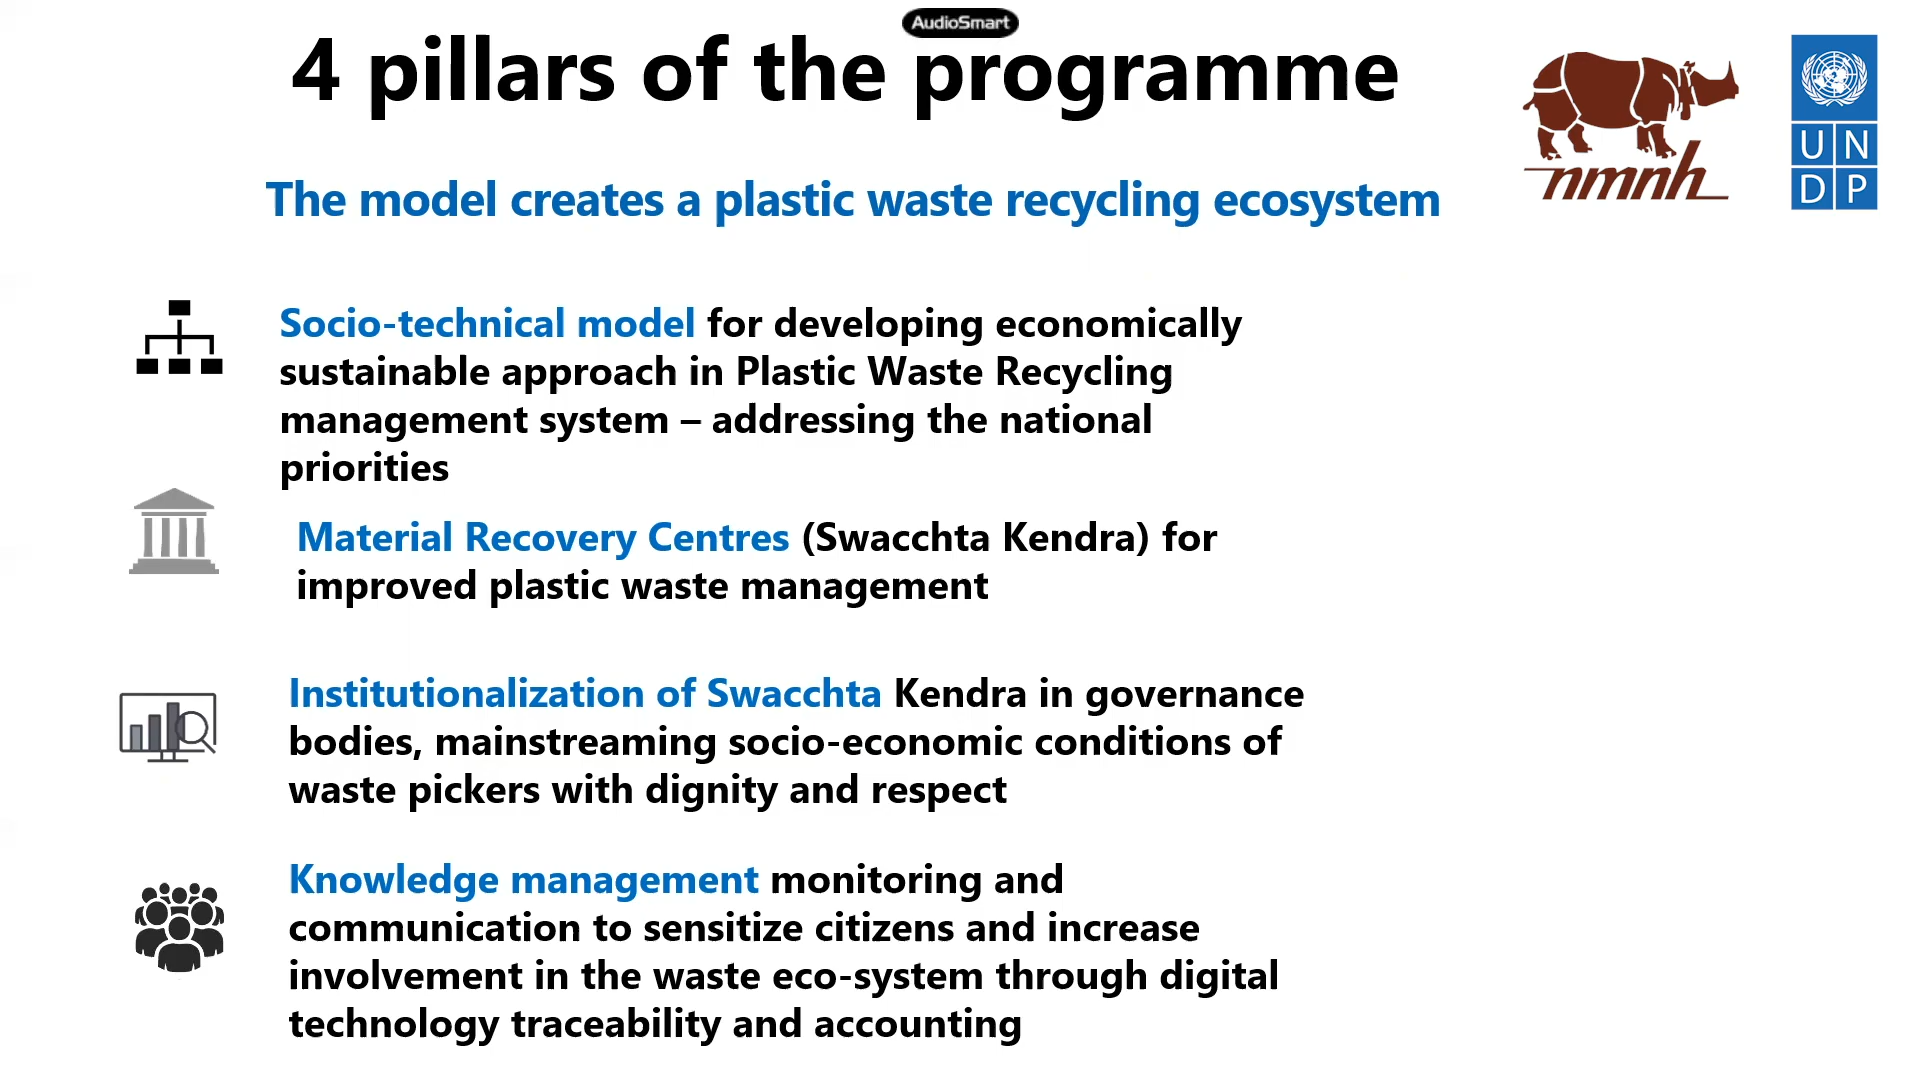 AudioSmart
4 pillars of the programme
The model creates a plastic waste recycling ecosystem
nmnh
U N
D P
Socio-technical model for developing economically
sustainable approach in Plastic Waste Recycling
management system – addressing the national
priorities
Material Recovery Centres (Swacchta Kendra) for
improved plastic waste management
Institutionalization of Swacchta Kendra in governance
bodies, mainstreaming socio-economic conditions of
waste pickers with dignity and respect
Knowledge management monitoring and
communication to sensitize citizens and increase
involvement in the waste eco-system through digital
technology traceability and accounting